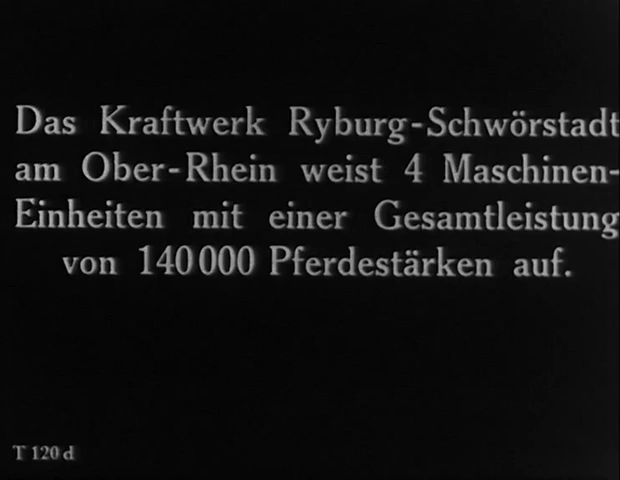 Das Kraftwerk Ryburg-Schwörstadt
am Ober-Rhein weist 4 Maschinen-
Einheiten mit einer Gesamtleistung
von 140000 Pferdestärken auf.
T 120 d